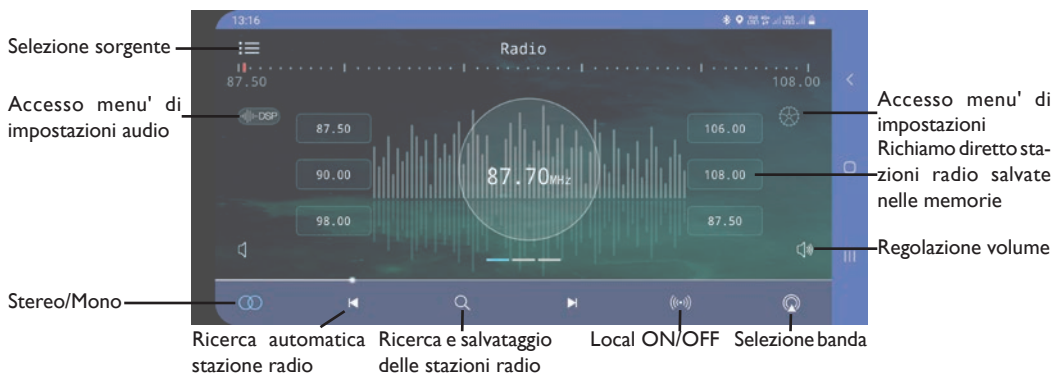 13:16
Selezione sorgente
Radio
87.50
108.00
Accesso menu' di
impostazioni audio
DSP
Accesso menu' di
impostazioni
87.50
106.00
Richiamo diretto sta-
zioni radio salvate
nelle memorie
90.00
87.70MHz
108.00
98.00
87.50
Regolazione volume
Stereo/Mono
Ricerca automatica
stazione radio
Ricerca e salvataggio
delle stazioni radio
Local ON/OFF
Selezione banda